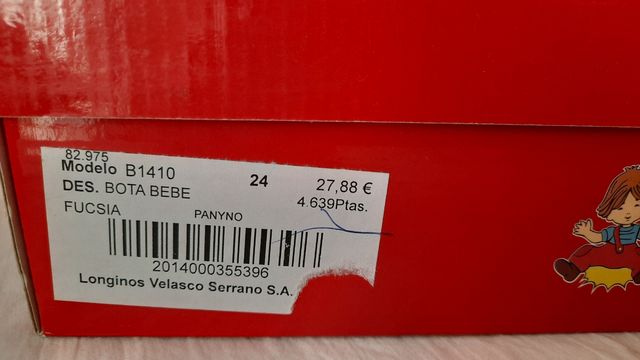 82.975
Modelo B1410 24 27,88 €
DES. BOTA BEBE 4.639Ptas.
FUCSIA PANYNO
2014000355396
Longinos Velasco Serrano S.A.